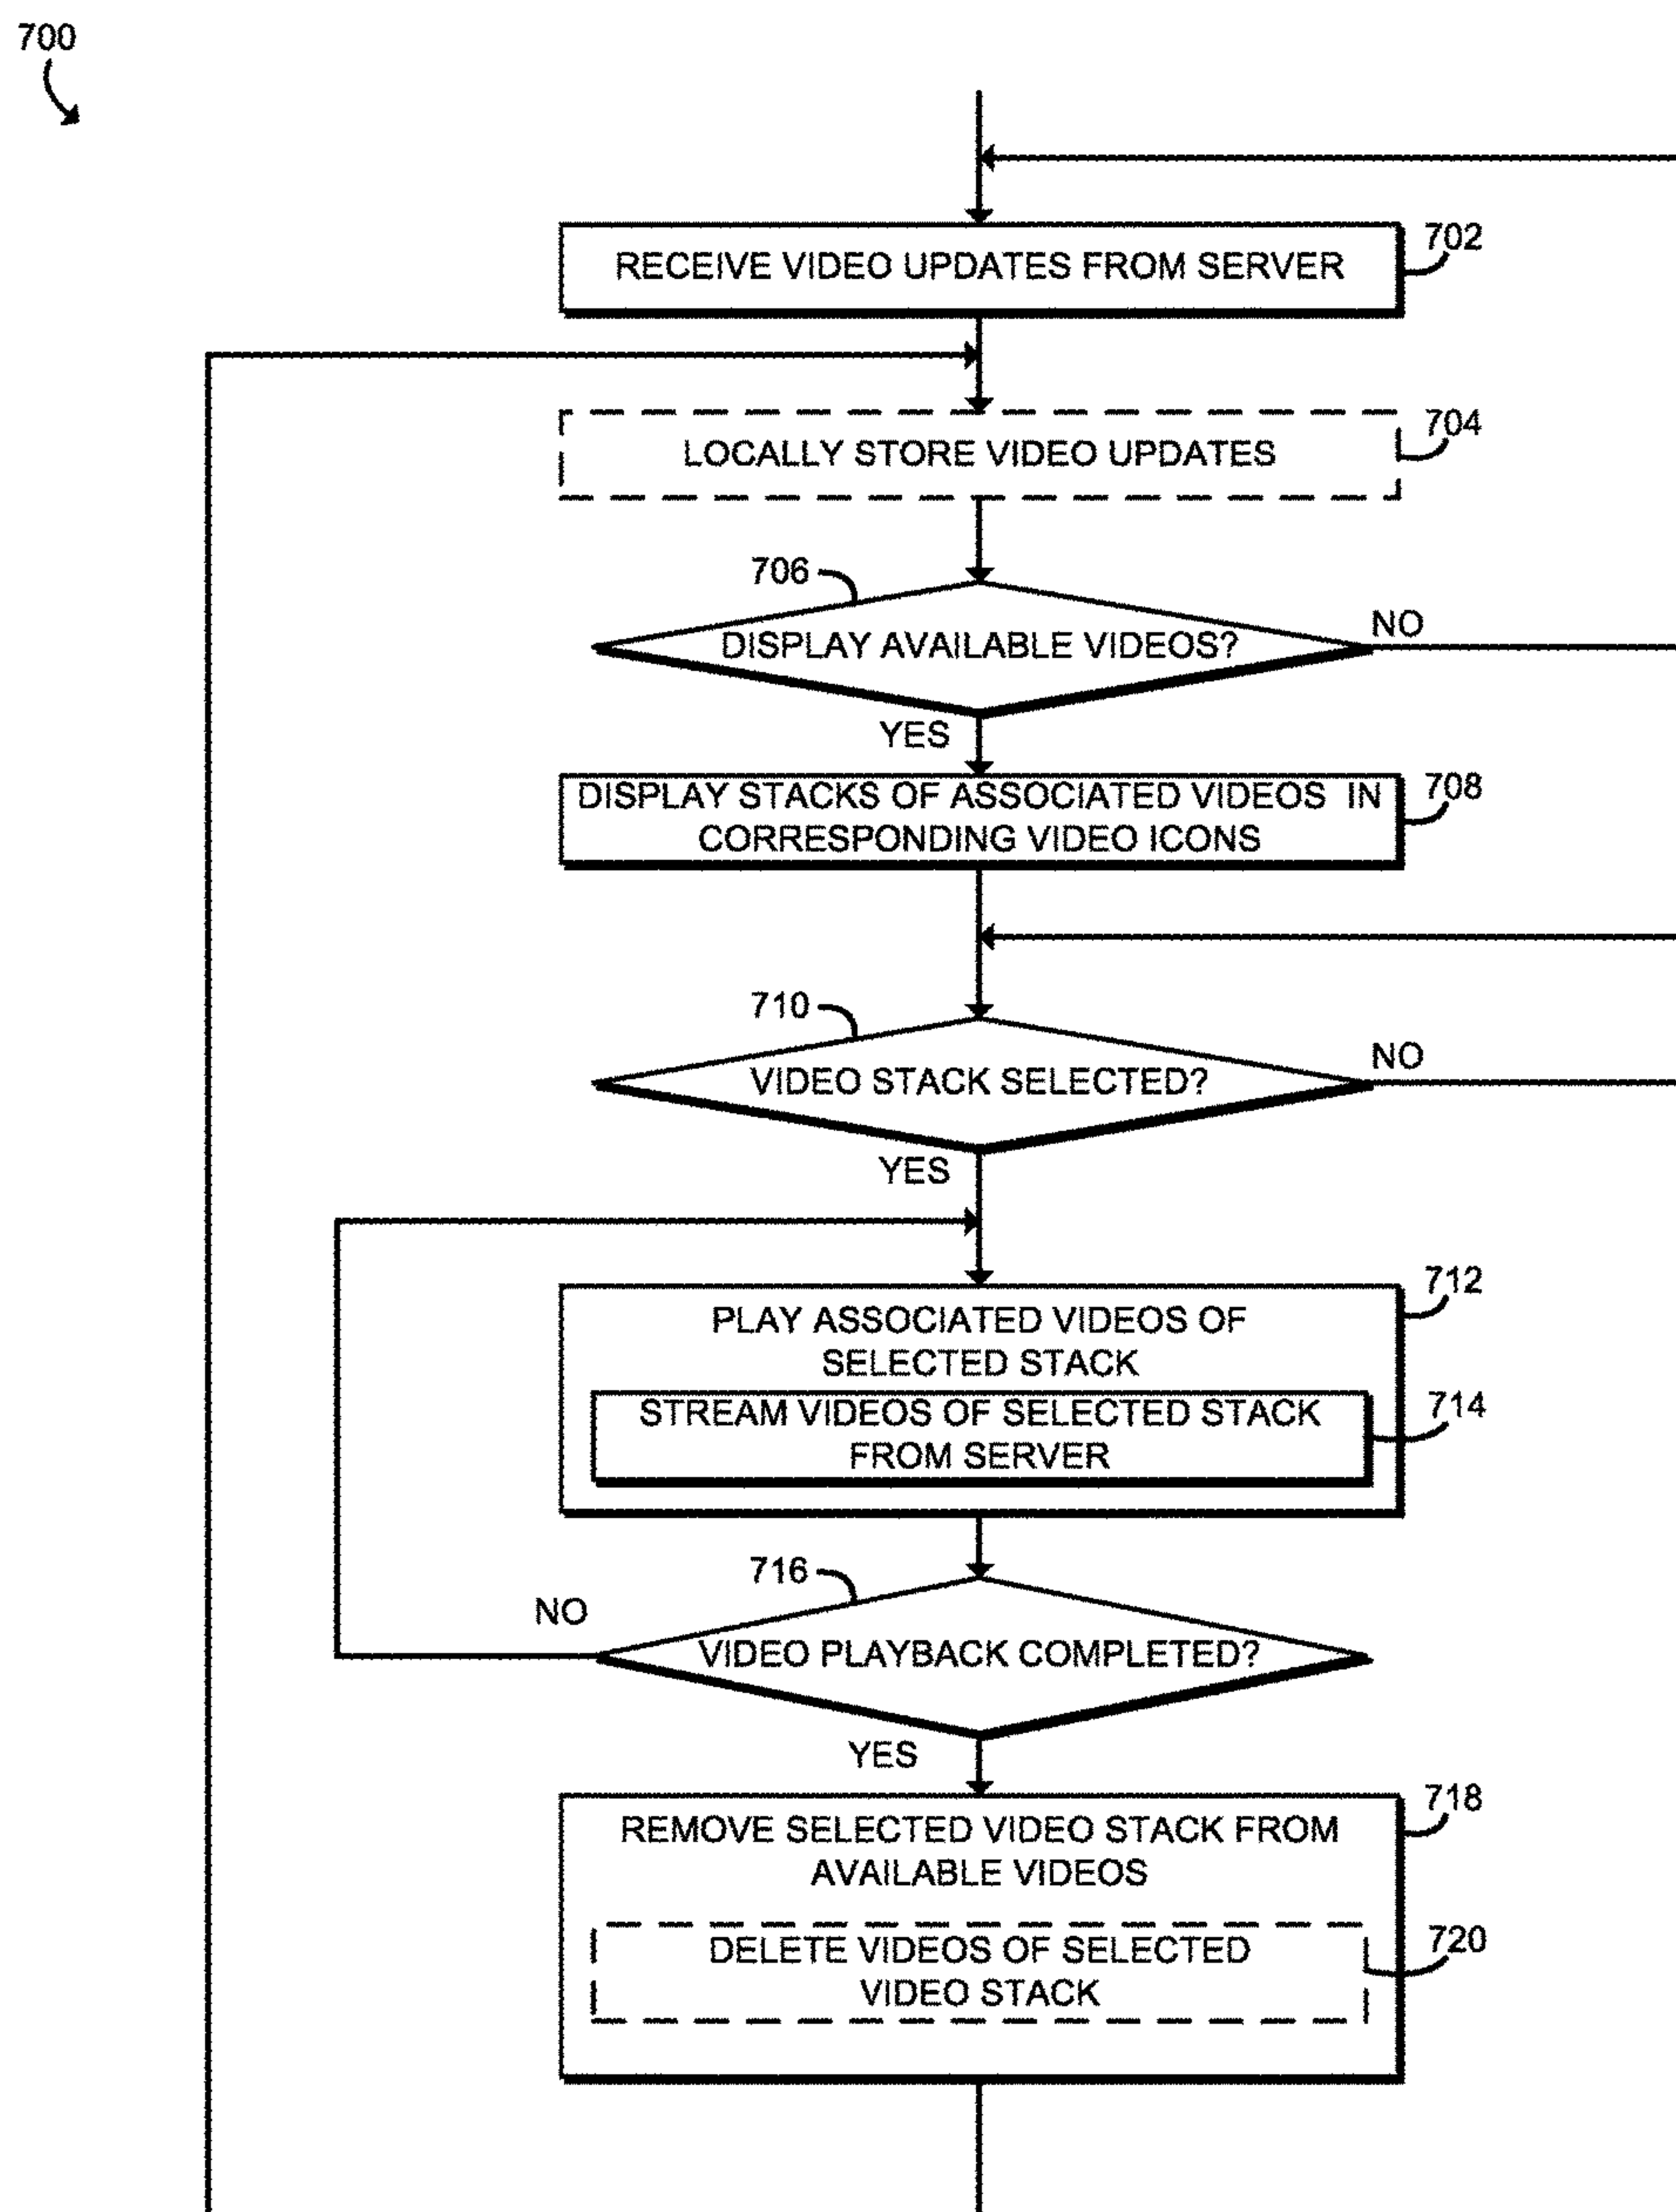 700
RECEIVE VIDEO UPDATES FROM SERVER
702
LOCALLY STORE VIDEO UPDATES
704
706
DISPLAY AVAILABLE VIDEOS?
NO
YES
DISPLAY STACKS OF ASSOCIATED VIDEOS IN
CORRESPONDING VIDEO ICONS
708
710
VIDEO STACK SELECTED?
NO
YES
PLAY ASSOCIATED VIDEOS OF
SELECTED STACK
712
STREAM VIDEOS OF SELECTED STACK
FROM SERVER
714
716
NO
VIDEO PLAYBACK COMPLETED?
YES
REMOVE SELECTED VIDEO STACK FROM
AVAILABLE VIDEOS
718
DELETE VIDEOS OF SELECTED
VIDEO STACK
720